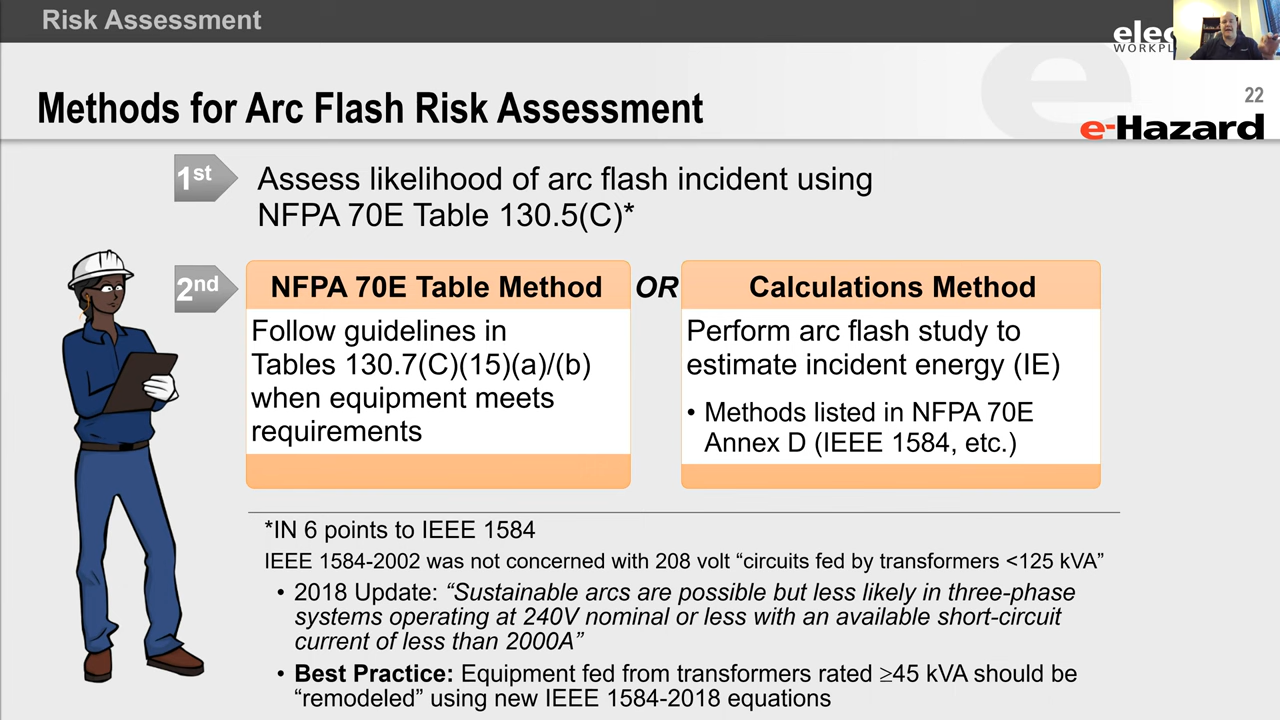 Risk Assessment
elec
WORKPL
Methods for Arc Flash Risk Assessment
22
e-Hazard
1st
Assess likelihood of arc flash incident using
NFPA 70E Table 130.5(C)*
2nd
NFPA 70E Table Method
OR
Calculations Method
Follow guidelines in
Tables 130.7(C)(15)(a)/(b)
when equipment meets
requirements
Perform arc flash study to
estimate incident energy (IE)
• Methods listed in NFPA 70E
Annex D (IEEE 1584, etc.)
*IN 6 points to IEEE 1584
IEEE 1584-2002 was not concerned with 208 volt “circuits fed by transformers <125 kVA”
• 2018 Update: “Sustainable arcs are possible but less likely in three-phase
systems operating at 240V nominal or less with an available short-circuit
current of less than 2000A”
• Best Practice: Equipment fed from transformers rated ≥45 kVA should be
“remodeled” using new IEEE 1584-2018 equations